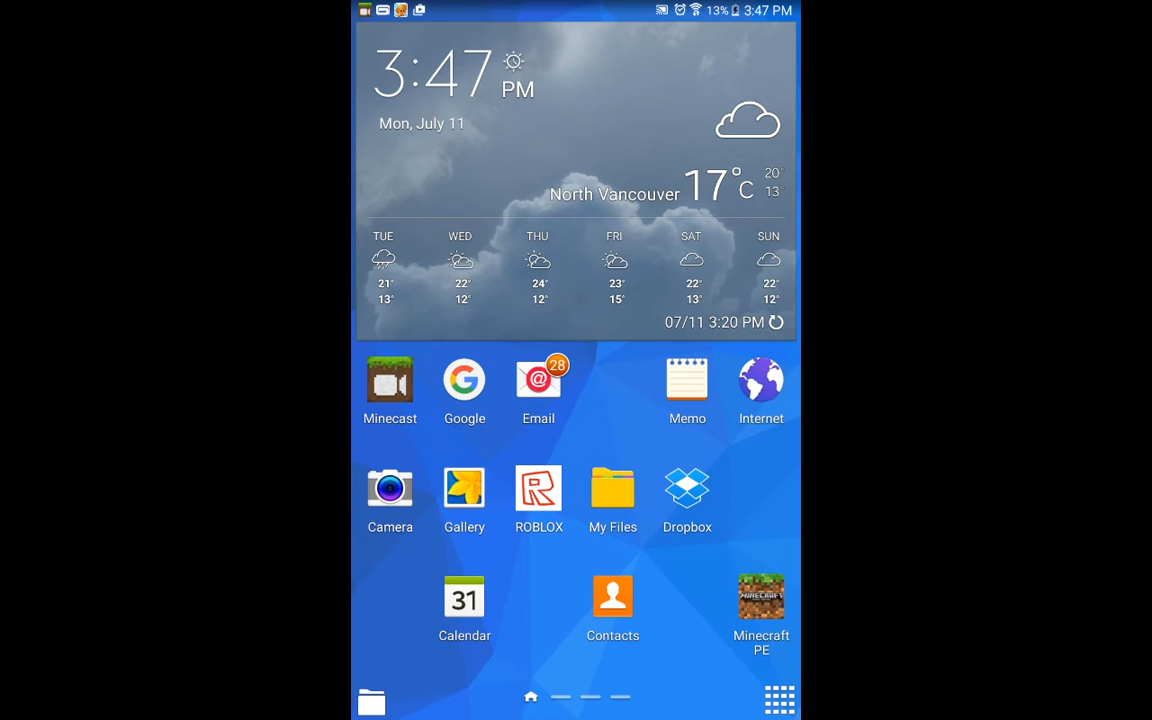 13% 3:47 PM
3:47 PM
Mon, July 11
North Vancouver 17°C 20° 13°
TUE WED THU FRI SAT SUN
21° 22° 24° 23° 22° 22°
13° 12° 12° 15° 13° 12°
07/11 3:20 PM
28
Minecast Google Email Memo Internet
Camera Gallery ROBLOX My Files Dropbox
31
MINECRAFT
Calendar Contacts Minecraft
PE